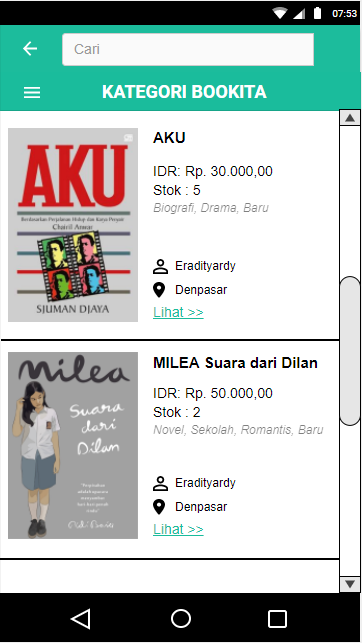 07:53
Cari
KATEGORI BOOKITA
AKU
Berdasarkan Perjalanan Hidup dan Karya Penyair
Chairil Anwar
SJUMAN DJAYA
AKU
IDR: Rp. 30.000,00
Stok : 5
Biografi, Drama, Baru
Eradityardy
Denpasar
Lihat >>
Milea
Suara
dari
Dilan
Pidi Baiq
MILEA Suara dari Dilan
IDR: Rp. 50.000,00
Stok : 2
Novel, Sekolah, Romantis, Baru
Eradityardy
Denpasar
Lihat >>